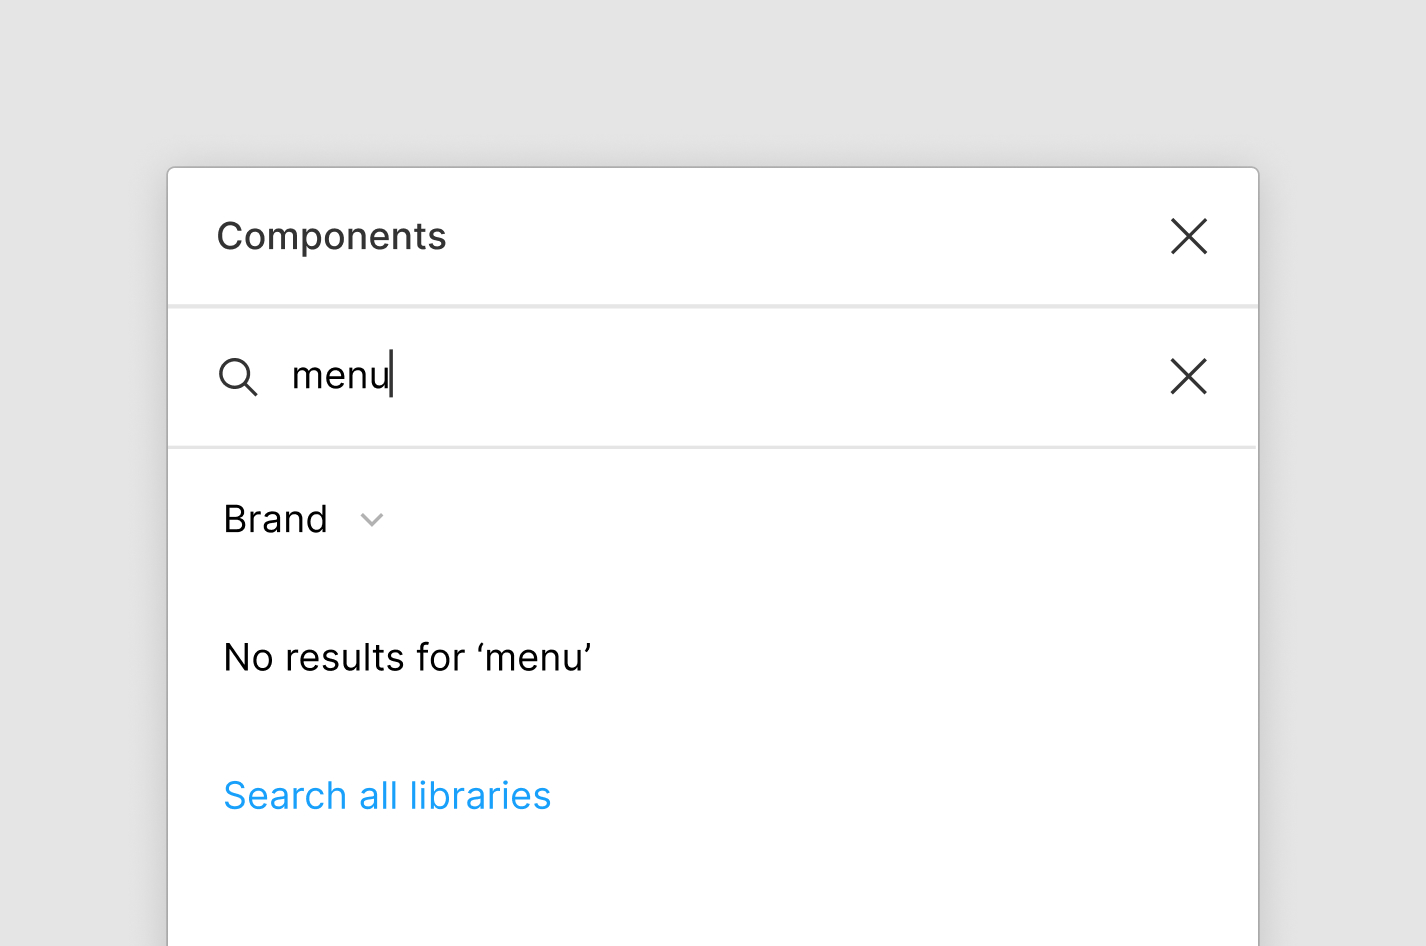 Components
menu
Brand
No results for ‘menu’
Search all libraries